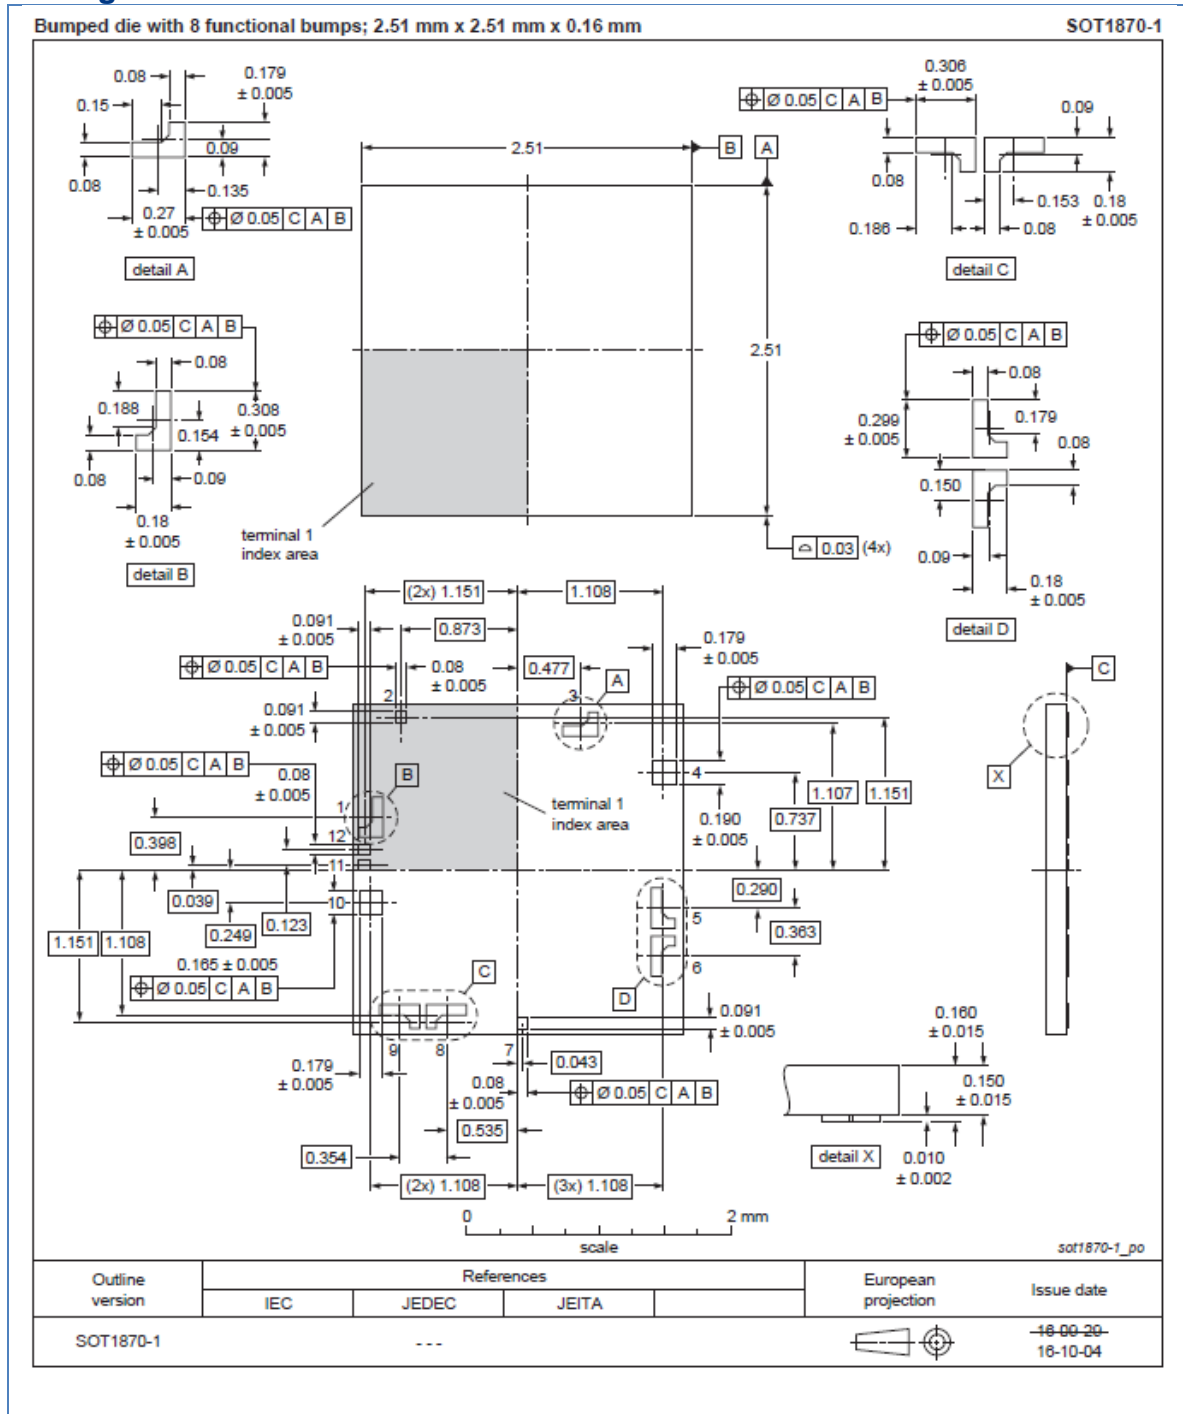 Bumped die with 8 functional bumps; 2.51 mm x 2.51 mm x 0.16 mm SOT1870-1
0.08
0.179
± 0.005
0.15
0.09
0.08
0.135
0.27
± 0.005
Ø 0.05 C A B
detail A
2.51
B
A
2.51
terminal 1
index area
0.03 (4x)
0.306
± 0.005
Ø 0.05 C A B
0.09
0.08
0.153
0.18
± 0.005
0.186
0.08
detail C
Ø 0.05 C A B
0.08
0.188
0.308
± 0.005
0.154
0.08
0.09
0.18
± 0.005
detail B
Ø 0.05 C A B
0.08
0.299
± 0.005
0.179
0.08
0.150
0.09
0.18
± 0.005
detail D
(2x) 1.151
1.108
0.091
± 0.005
0.873
0.179
± 0.005
Ø 0.05 C A B
0.08
± 0.005
0.477
A
Ø 0.05 C A B
2
3
0.091
± 0.005
C
X
Ø 0.05 C A B
B
4
0.08
± 0.005
1.107
1.151
1
terminal 1
index area
0.190
± 0.005
0.737
12
0.398
11
0.039
10
0.290
0.123
0.249
5
0.363
1.151
1.108
0.165 ± 0.005
6
Ø 0.05 C A B
C
D
0.091
± 0.005
0.160
± 0.015
9
8
7
0.043
0.179
± 0.005
0.08
± 0.005
Ø 0.05 C A B
0.150
± 0.015
0.535
0.354
detail X
0.010
± 0.002
(2x) 1.108
(3x) 1.108
0
2 mm
scale
sot1870-1_po
Outline
version
References
European
projection
Issue date
IEC JEDEC JEITA
SOT1870-1
- - -
16-09-29
16-10-04